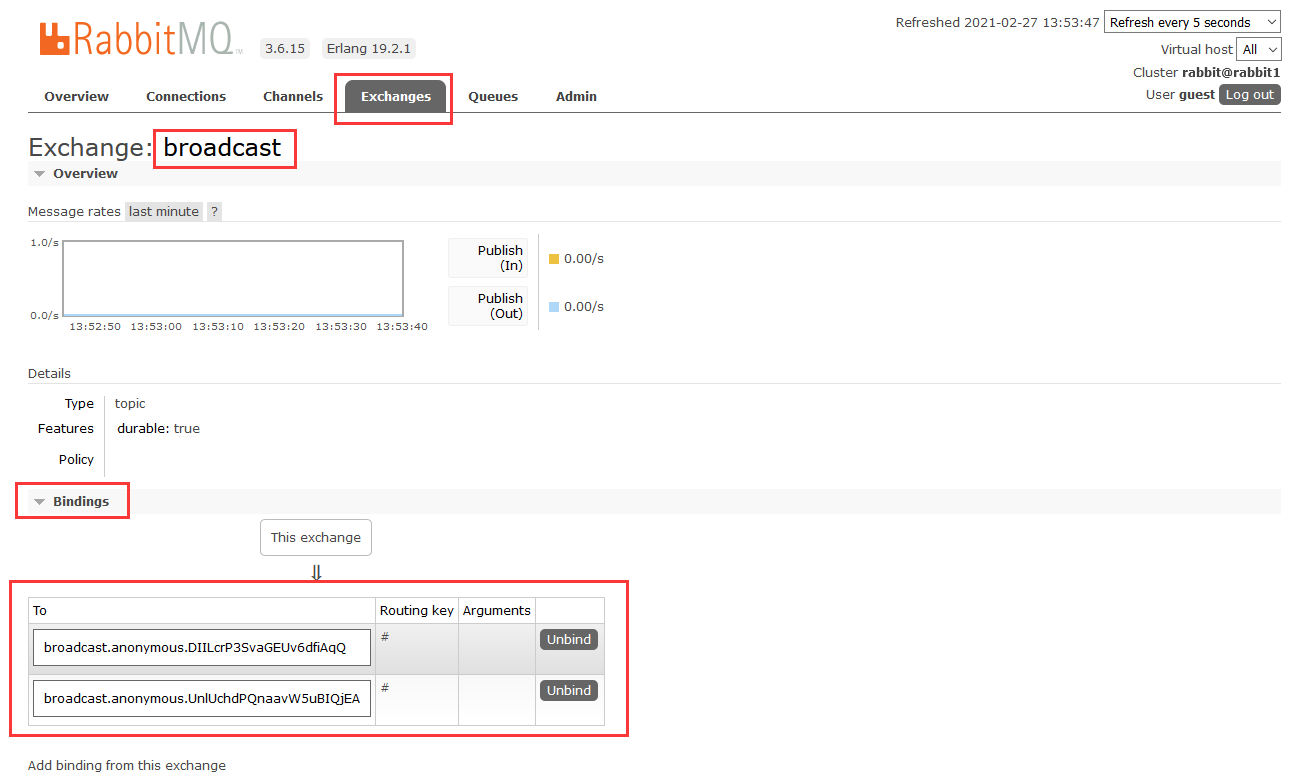 RabbitMQ TM 3.6.15 Erlang 19.2.1
Refreshed 2021-02-27 13:53:47 Refresh every 5 seconds
Virtual host All
Cluster rabbit@rabbit1
User guest Log out
Overview Connections Channels Exchanges Queues Admin
Exchange: broadcast
Overview
Message rates last minute ?
1.0/s
0.0/s
13:52:50 13:53:00 13:53:10 13:53:20 13:53:30 13:53:40
Publish
(In)
0.00/s
Publish
(Out)
0.00/s
Details
Type topic
Features durable: true
Policy
Bindings
This exchange
⇓
To Routing key Arguments
broadcast.anonymous.DIILcrP3SvaGEUv6dfiAqQ # Unbind
broadcast.anonymous.UnlUchdPQnaavW5uBIQjEA # Unbind
Add binding from this exchange